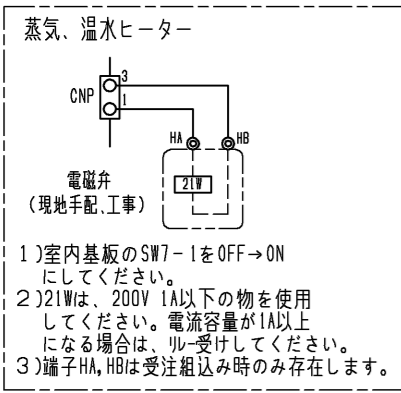 蒸気、温水ヒーター
3
CNP
1
HA
HB
電磁弁
21W
(現地手配、工事)
1)室内基板のSW7-1をOFF→ON
にしてください。
2)21Wは、200V 1A以下の物を使用
してください。電流容量が1A以上
になる場合は、リレー受けしてください。
3)端子HA,HBは受注組込み時のみ存在します。